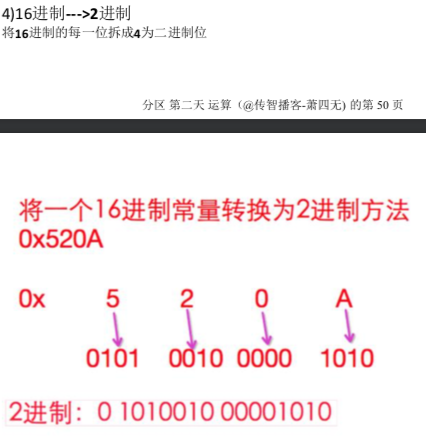 4)16进制--->2进制
将16进制的每一位拆成4为二进制位
分区 第二天 运算（@传智播客-萧四无) 的第 50 页
将一个16进制常量转换为2进制方法
0x520A
0x 5 2 0 A
0101 0010 0000 1010
2进制：0 1010010 00001010